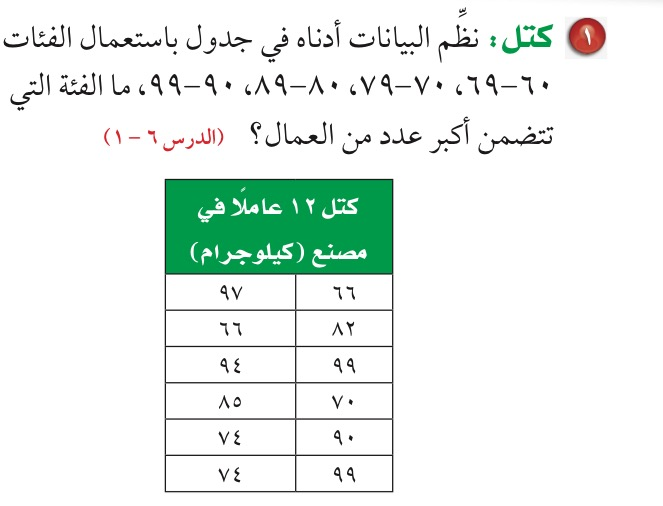 ١ كتل: نظِّم البيانات أدناه في جدول باستعمال الفئات
٦٠-٦٩، ٧٠-٧٩، ٨٠-٨٩، ٩٠-٩٩، ما الفئة التي
تتضمن أكبر عدد من العمال؟ (الدرس ٦ - ١)
كتل ١٢ عاملًا في
مصنع (كيلوجرام)
٦٦ ٩٧
٨٢ ٦٦
٩٩ ٩٤
٧٠ ٨٥
٩٠ ٧٤
٩٩ ٧٤